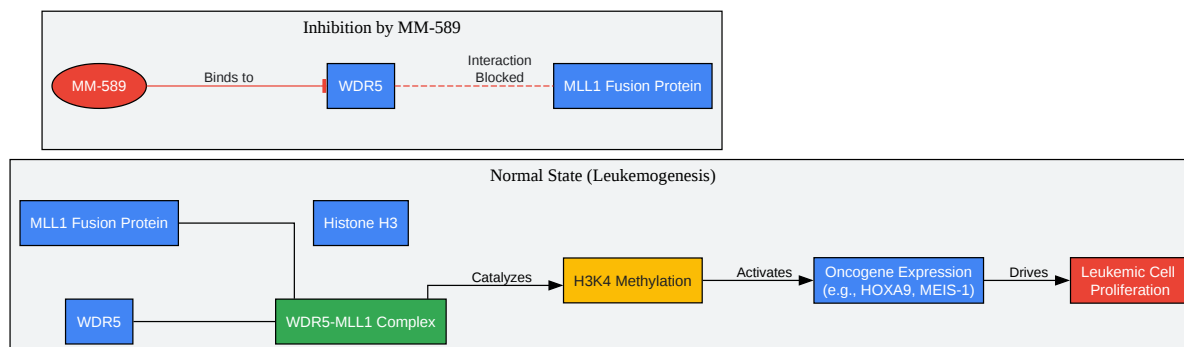 Inhibition by MM-589
MM-589
Binds to
WDR5
Interaction
Blocked
MLL1 Fusion Protein
Normal State (Leukemogenesis)
MLL1 Fusion Protein
Histone H3
WDR5
WDR5-MLL1 Complex
Catalyzes
H3K4 Methylation
Activates
Oncogene Expression
(e.g., HOXA9, MEIS-1)
Drives
Leukemic Cell
Proliferation